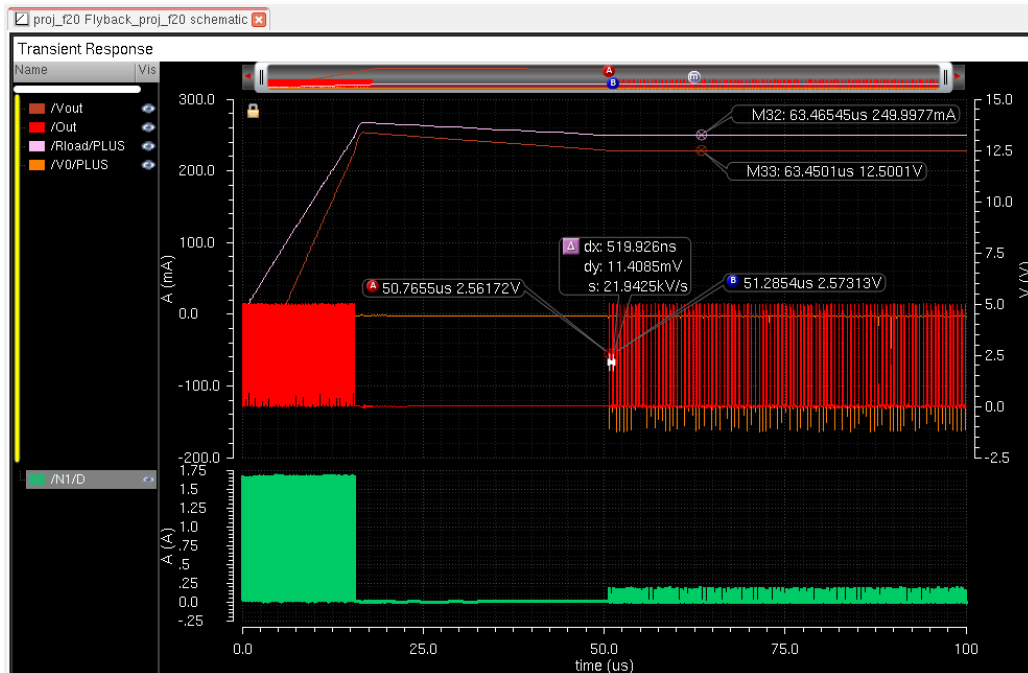 proj_f20 Flyback_proj_f20 schematic
Transient Response
Name Vis
/Vout
/Out
/Rload/PLUS
/V0/PLUS
/N1/D
A
B
m
300.0
200.0
100.0
0.0
-100.0
-200.0
A (mA)
15.0
12.5
10.0
7.5
5.0
2.5
0.0
-2.5
V (V)
M32: 63.46545us 249.9977mA
M33: 63.4501us 12.5001V
Δ dx: 519.926ns
dy: 11.4085mV
s: 21.9425kV/s
A 50.7655us 2.56172V
B 51.2854us 2.57313V
1.75
1.5
1.25
1.0
.75
.5
.25
0.0
-.25
A (A)
0.0 25.0 50.0 75.0 100
time (us)